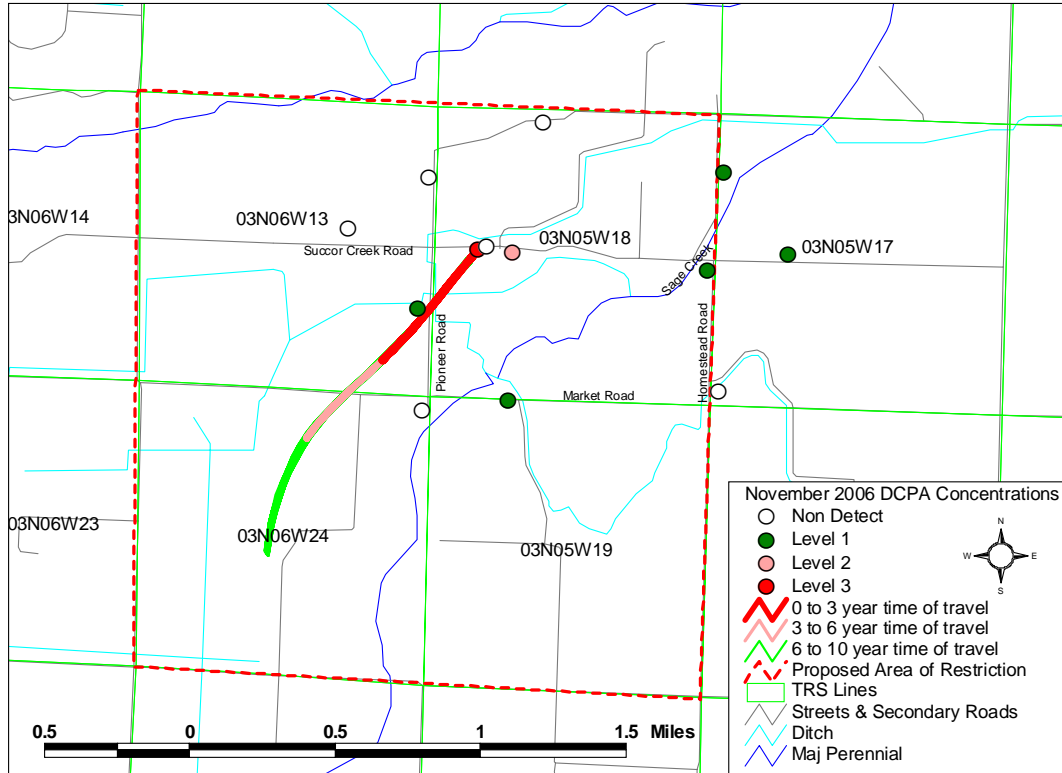 3N06W14
03N06W13
Succor Creek Road
03N05W18
03N05W17
Sage Creek
Pioneer Road
Homestead Road
Market Road
03N06W23
03N06W24
03N05W19
November 2006 DCPA Concentrations
Non Detect
Level 1
Level 2
Level 3
N
W E
S
0 to 3 year time of travel
3 to 6 year time of travel
6 to 10 year time of travel
Proposed Area of Restriction
TRS Lines
Streets & Secondary Roads
Ditch
Maj Perennial
0.5 0 0.5 1 1.5 Miles